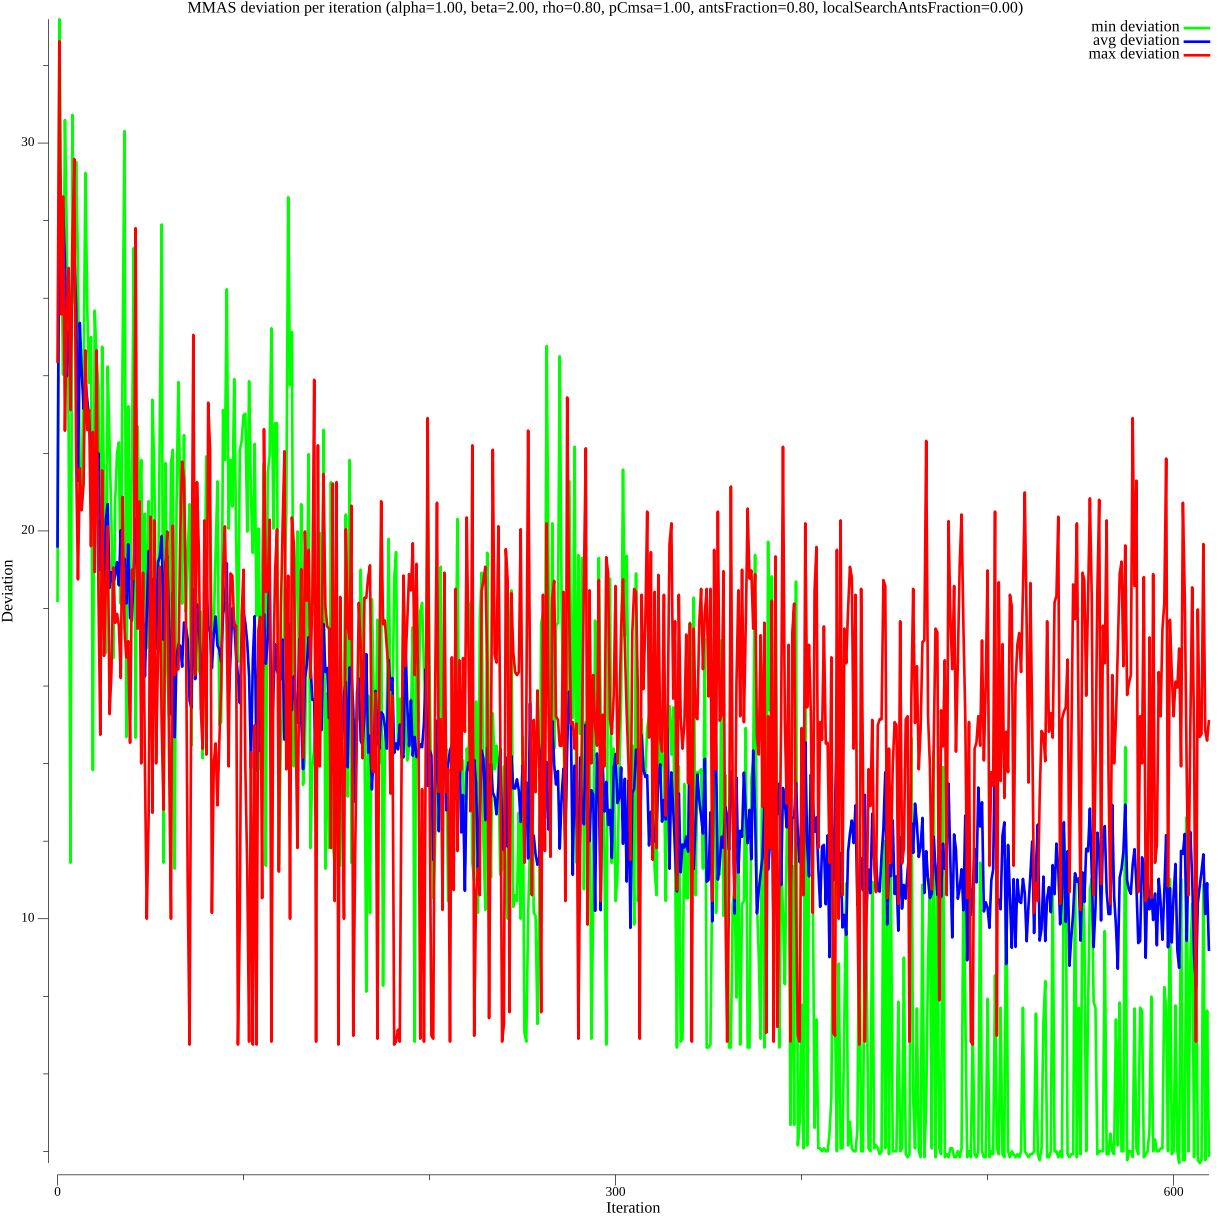 MMAS deviation per iteration (alpha=1.00, beta=2.00, rho=0.80, pCmsa=1.00, antsFraction=0.80, localSearchAntsFraction=0.00)
min deviation
avg deviation
max deviation
30
20
10
Deviation
0
300
600
Iteration